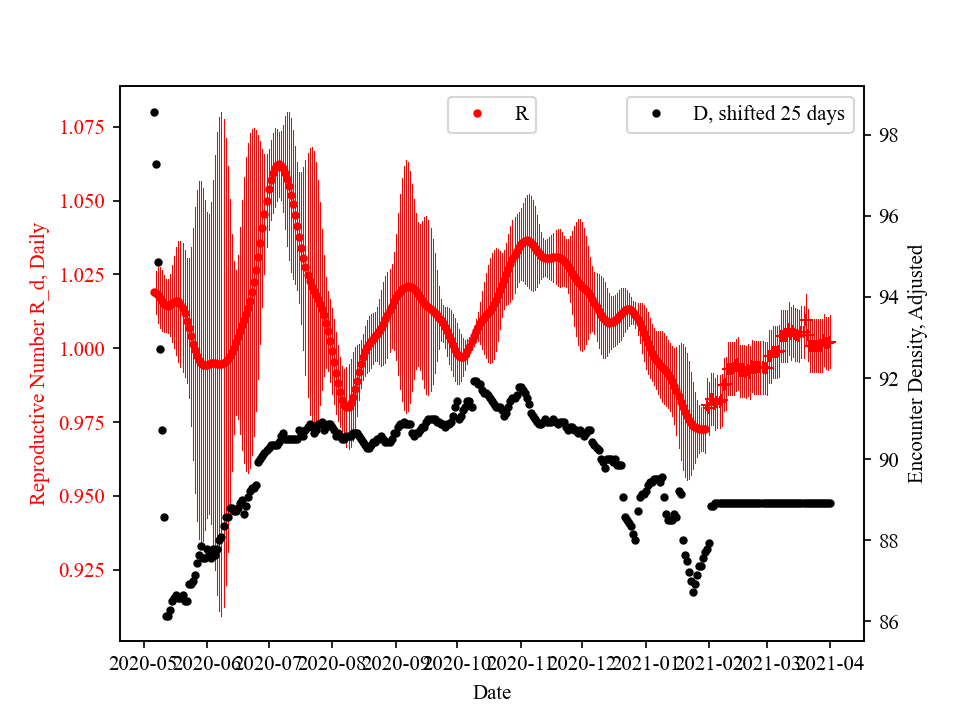 R
D, shifted 25 days
Reproductive Number R_d, Daily
1.075
1.050
1.025
1.000
0.975
0.950
0.925
98
96
94
92
90
88
86
Encounter Density, Adjusted
2020-05 2020-06 2020-07 2020-08 2020-09 2020-10 2020-11 2020-12 2021-01 2021-02 2021-03 2021-04
Date